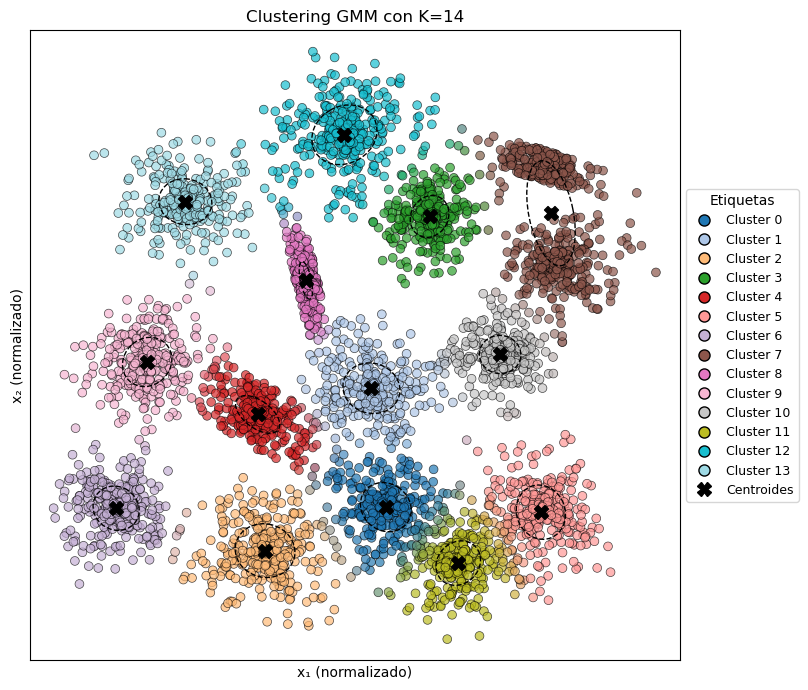 Clustering GMM con K=14
x₂ (normalizado)
x₁ (normalizado)
Etiquetas
Cluster 0
Cluster 1
Cluster 2
Cluster 3
Cluster 4
Cluster 5
Cluster 6
Cluster 7
Cluster 8
Cluster 9
Cluster 10
Cluster 11
Cluster 12
Cluster 13
Centroides